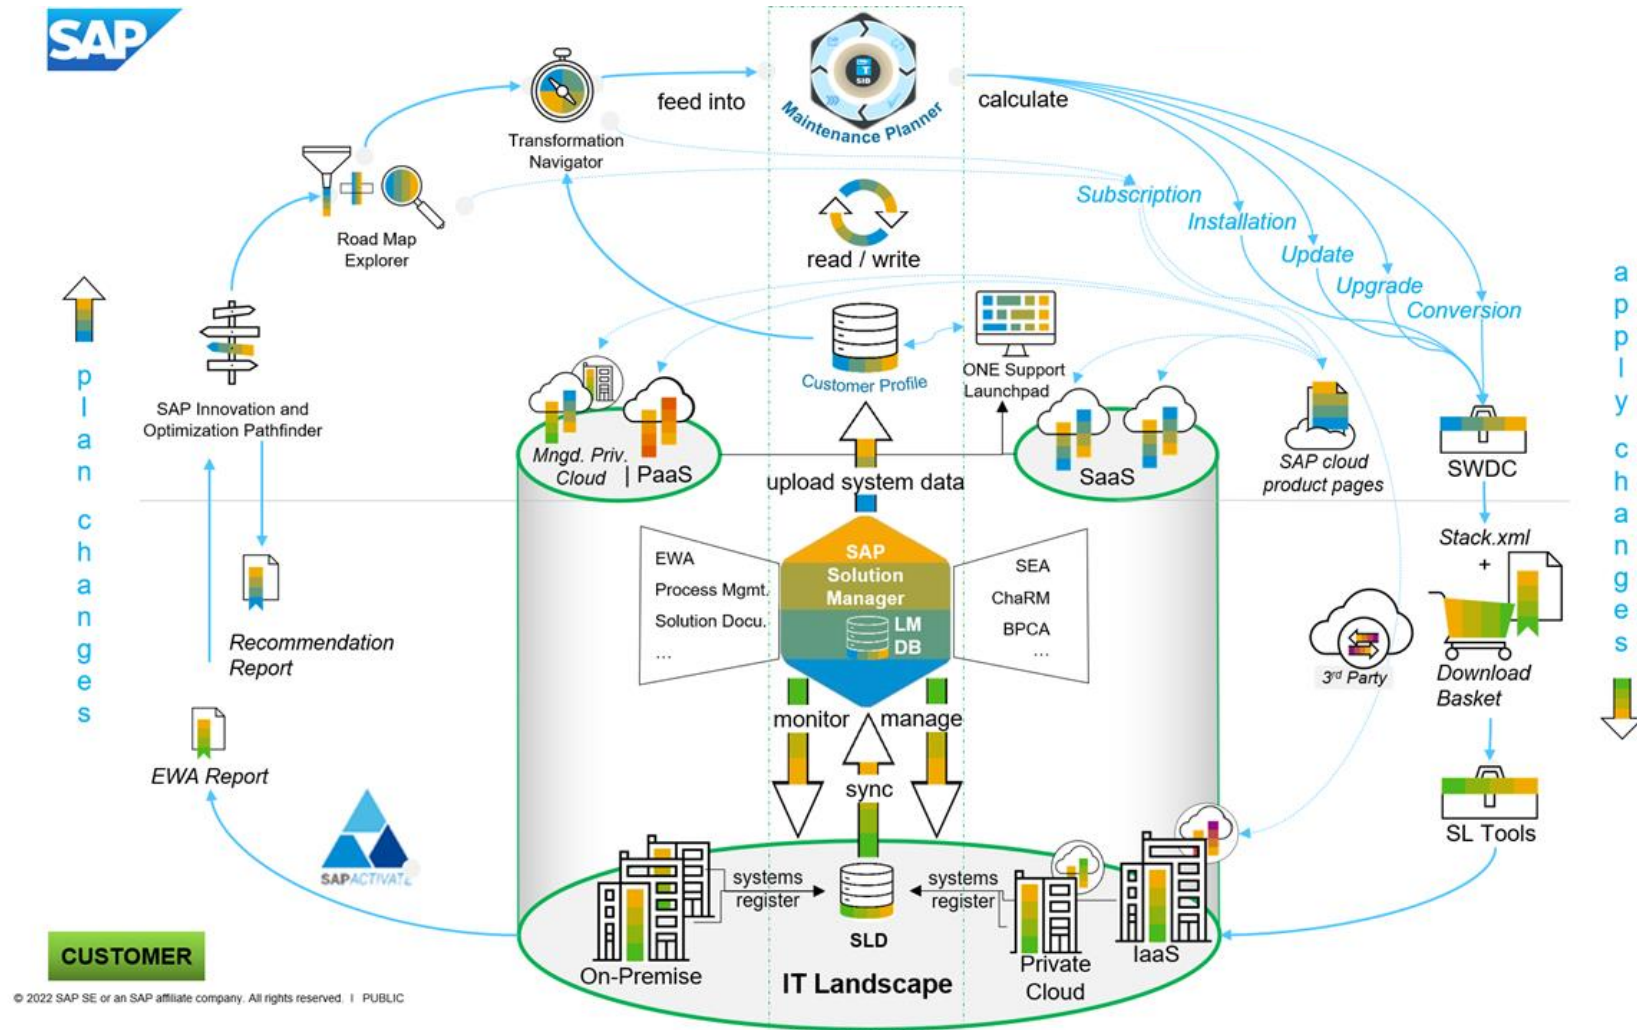 SAP
feed into
SIB
Maintenance Planner
calculate
Transformation
Navigator
Subscription
Installation
Update
Upgrade
Conversion
Road Map
Explorer
read / write
plan changes
apply changes
SAP Innovation and
Optimization Pathfinder
Customer Profile
ONE Support
Launchpad
Mngd. Priv.
Cloud
| PaaS
upload system data
SaaS
SAP cloud
product pages
SWDC
Stack.xml
+
EWA
Process Mgmt.
Solution Docu.
...
SAP
Solution
Manager
LM
DB
SEA
ChaRM
BPCA
...
Recommendation
Report
3rd Party
Download
Basket
monitor
manage
sync
EWA Report
SL Tools
SAP ACTIVATE
systems
register
systems
register
SLD
On-Premise
Private
Cloud
IaaS
IT Landscape
CUSTOMER
© 2022 SAP SE or an SAP affiliate company. All rights reserved. I PUBLIC